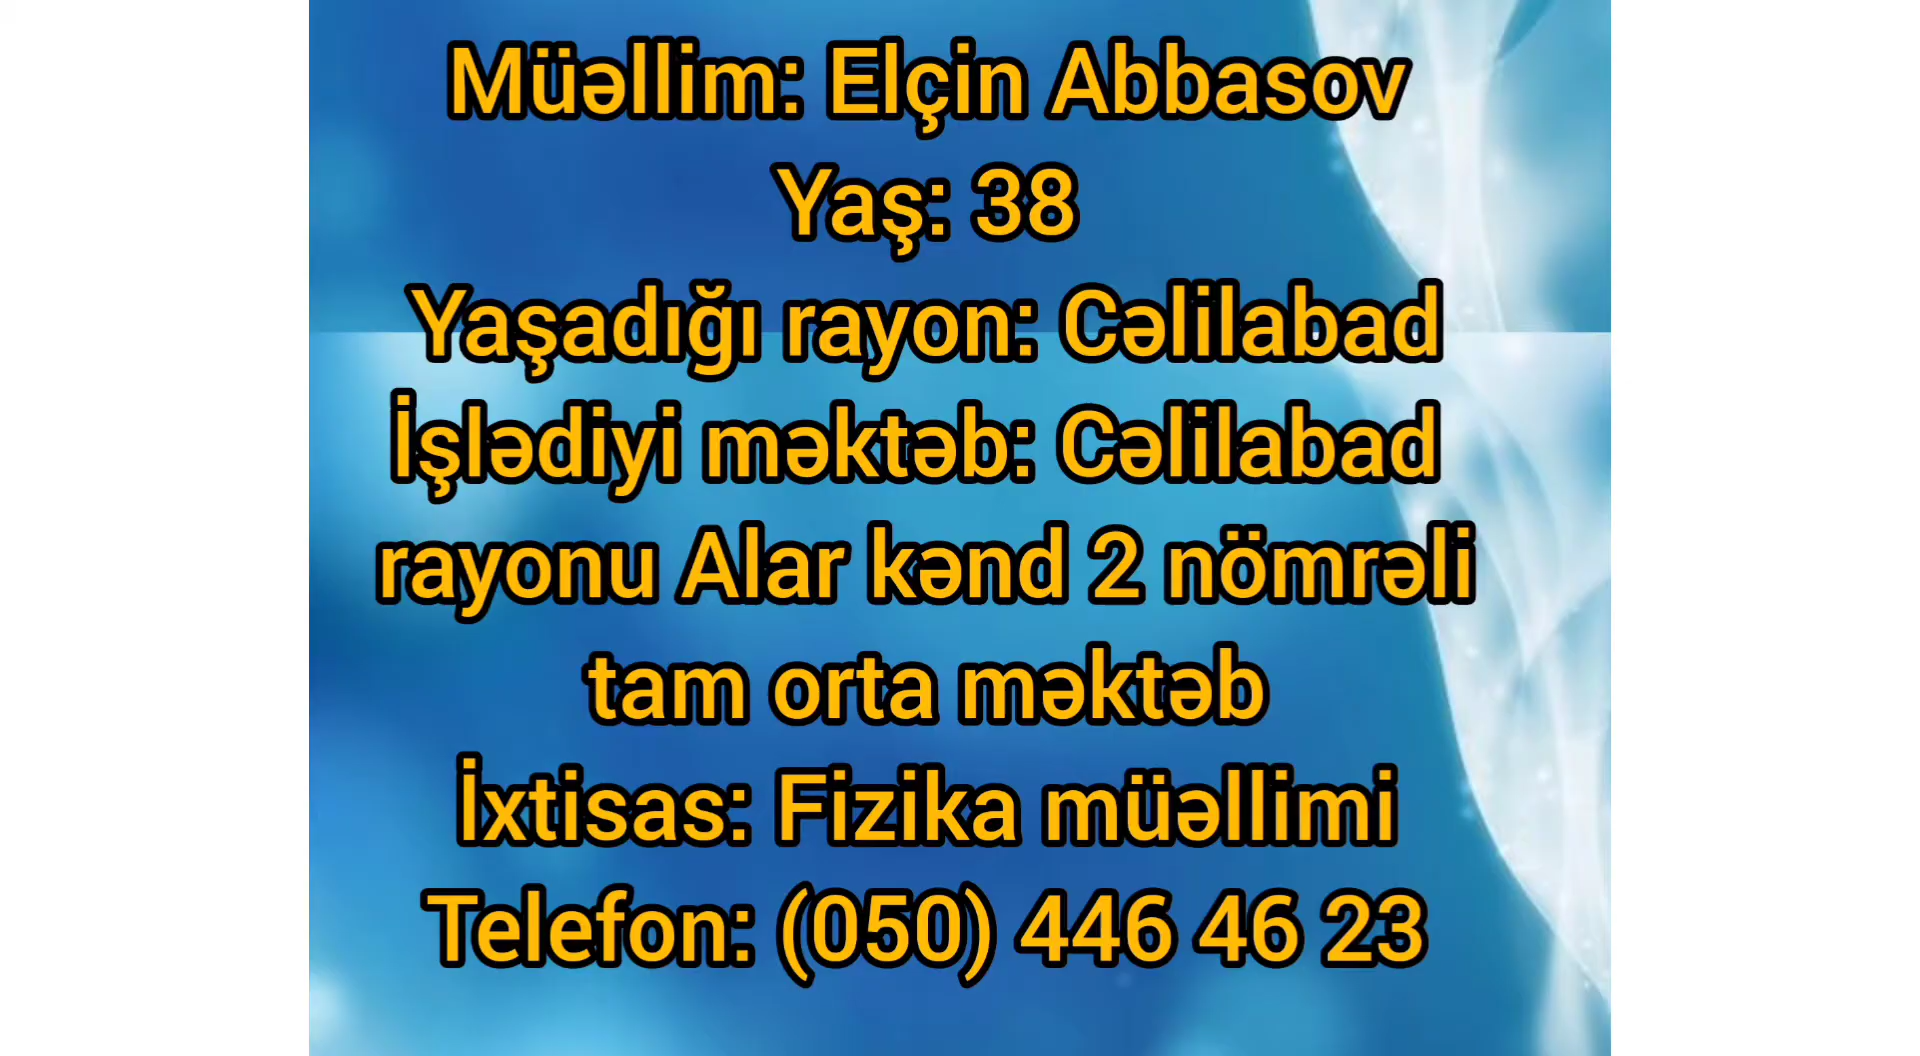 Müəllim: Elçin Abbasov
Yaş: 38
Yaşadığı rayon: Cəlilabad
İşlədiyi məktəb: Cəlilabad
rayonu Alar kənd 2 nömrəli
tam orta məktəb
İxtisas: Fizika müəllimi
Telefon: (050) 446 46 23